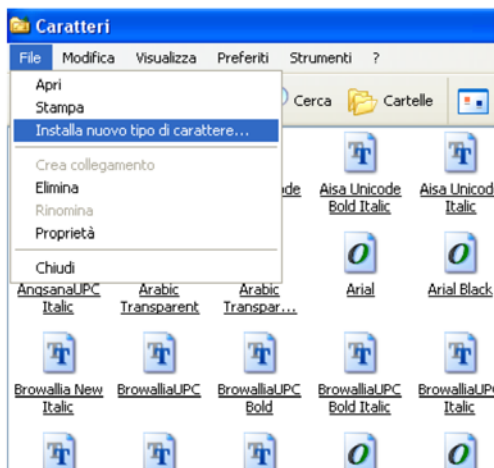 Caratteri
File Modifica Visualizza Preferiti Strumenti ?
Apri
Stampa
Installa nuovo tipo di carattere...
Crea collegamento
Elimina
Rinomina
Proprietà
Chiudi
Cerca Cartelle
Aisa Unicode Bold Italic
Aisa Unicod
Italic
AngsanaUPC Italic
Arabic Transparent
Arabic Transpar...
Arial
Arial Black
Browallia New Italic
BrowalliaUPC
BrowalliaUPC Bold
BrowalliaUPC Bold Italic
BrowalliaUPC Italic